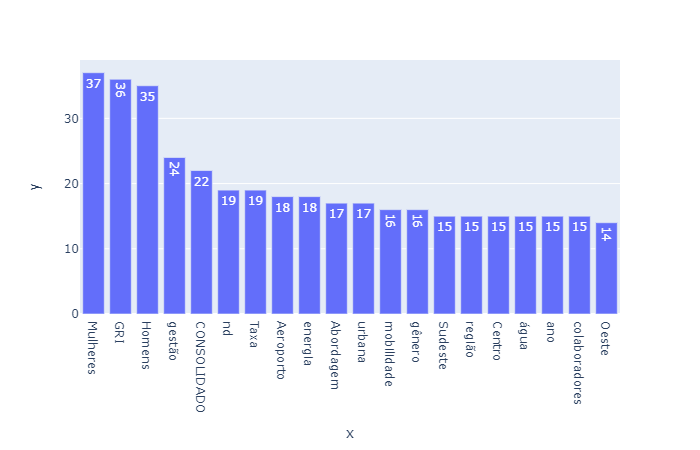 y
30
20
10
0
37
36
35
24
22
19
19
18
18
17
17
16
16
15
15
15
15
15
15
14
Mulheres
GRI
Homens
gestão
CONSOLIDADO
nd
Taxa
Aeroporto
energia
Abordagem
urbana
mobilidade
gênero
Sudeste
região
Centro
água
ano
colaboradores
Oeste
x